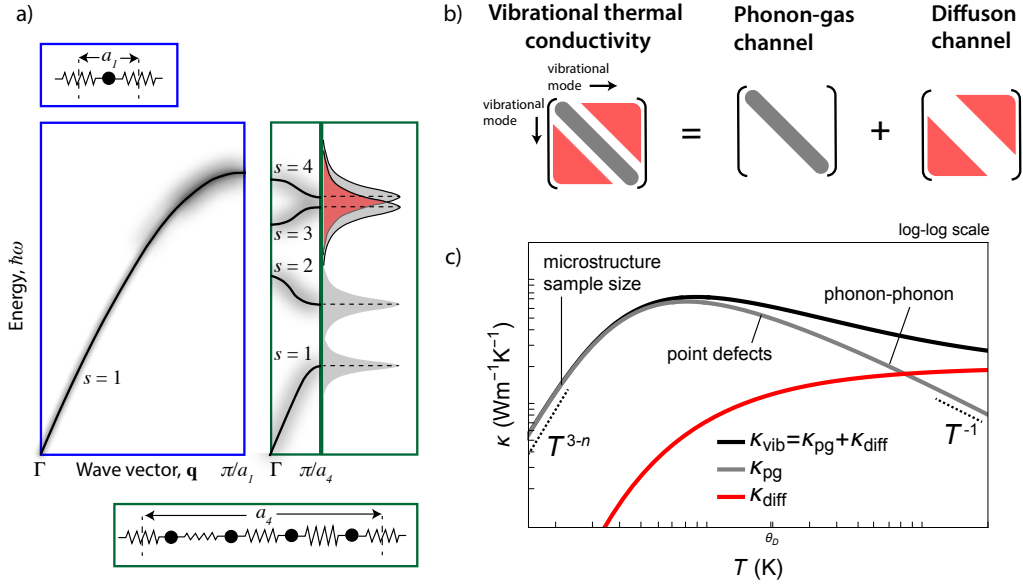 a)
a₁
Energy, ħω
s = 1
s = 4
s = 3
s = 2
s = 1
Γ
Wave vector, q
π/a₁
Γ
π/a₄
a₄
b)
Vibrational thermal
conductivity
Phonon-gas
channel
Diffuson
channel
vibrational
mode
vibrational
mode
=
+
c)
log-log scale
microstructure
sample size
phonon-phonon
point defects
κ (Wm⁻¹K⁻¹)
T³⁻ⁿ
T⁻¹
κvib=κpg+κdiff
κpg
κdiff
θD
T (K)